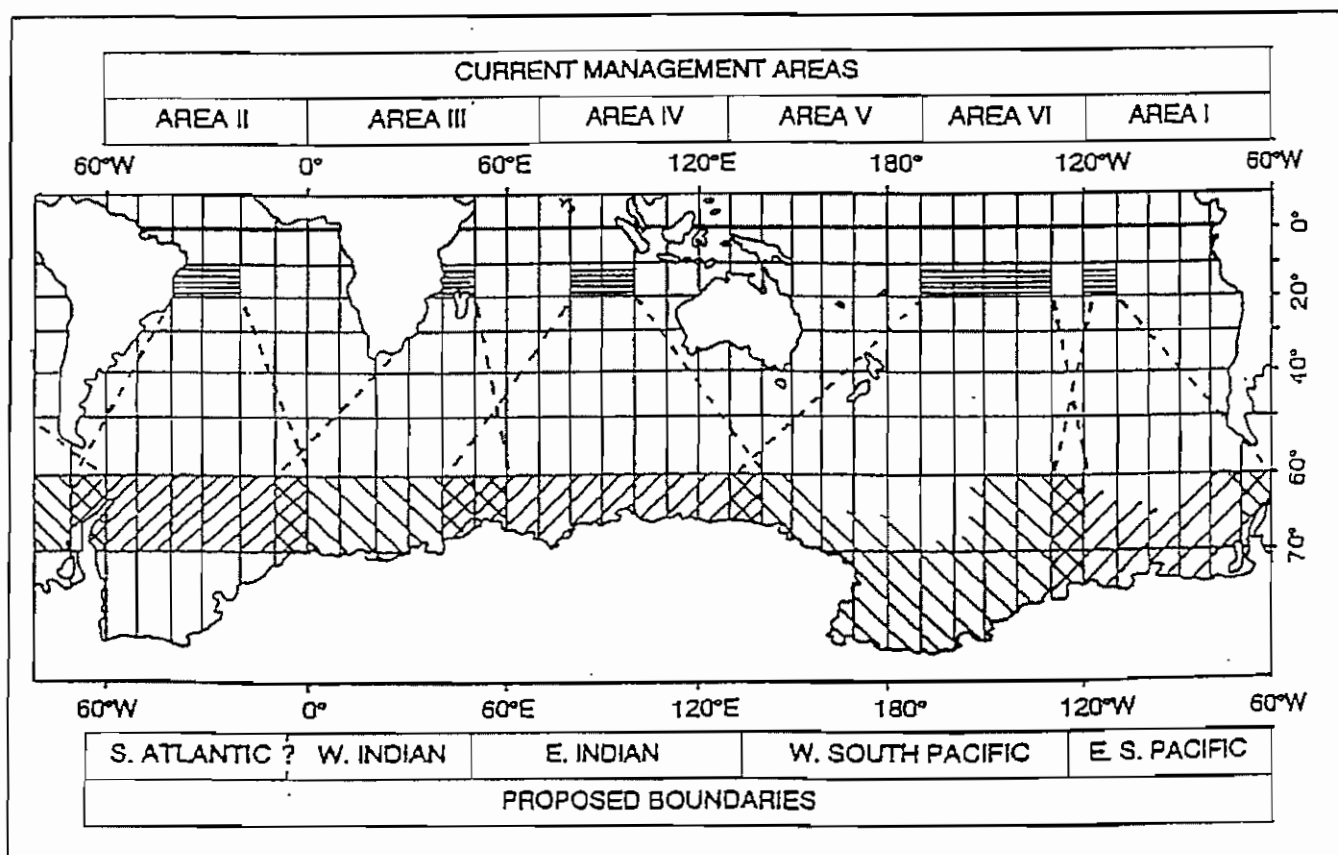 CURRENT MANAGEMENT AREAS
AREA II AREA III AREA IV AREA V AREA VI AREA I
60°W 0° 60°E 120°E 180° 120°W 60°W
0°
20°
40°
60°
70°
60°W 0° 60°E 120°E 180° 120°W 60°W
S. ATLANTIC ? W. INDIAN E. INDIAN W. SOUTH PACIFIC E. S. PACIFIC
PROPOSED BOUNDARIES